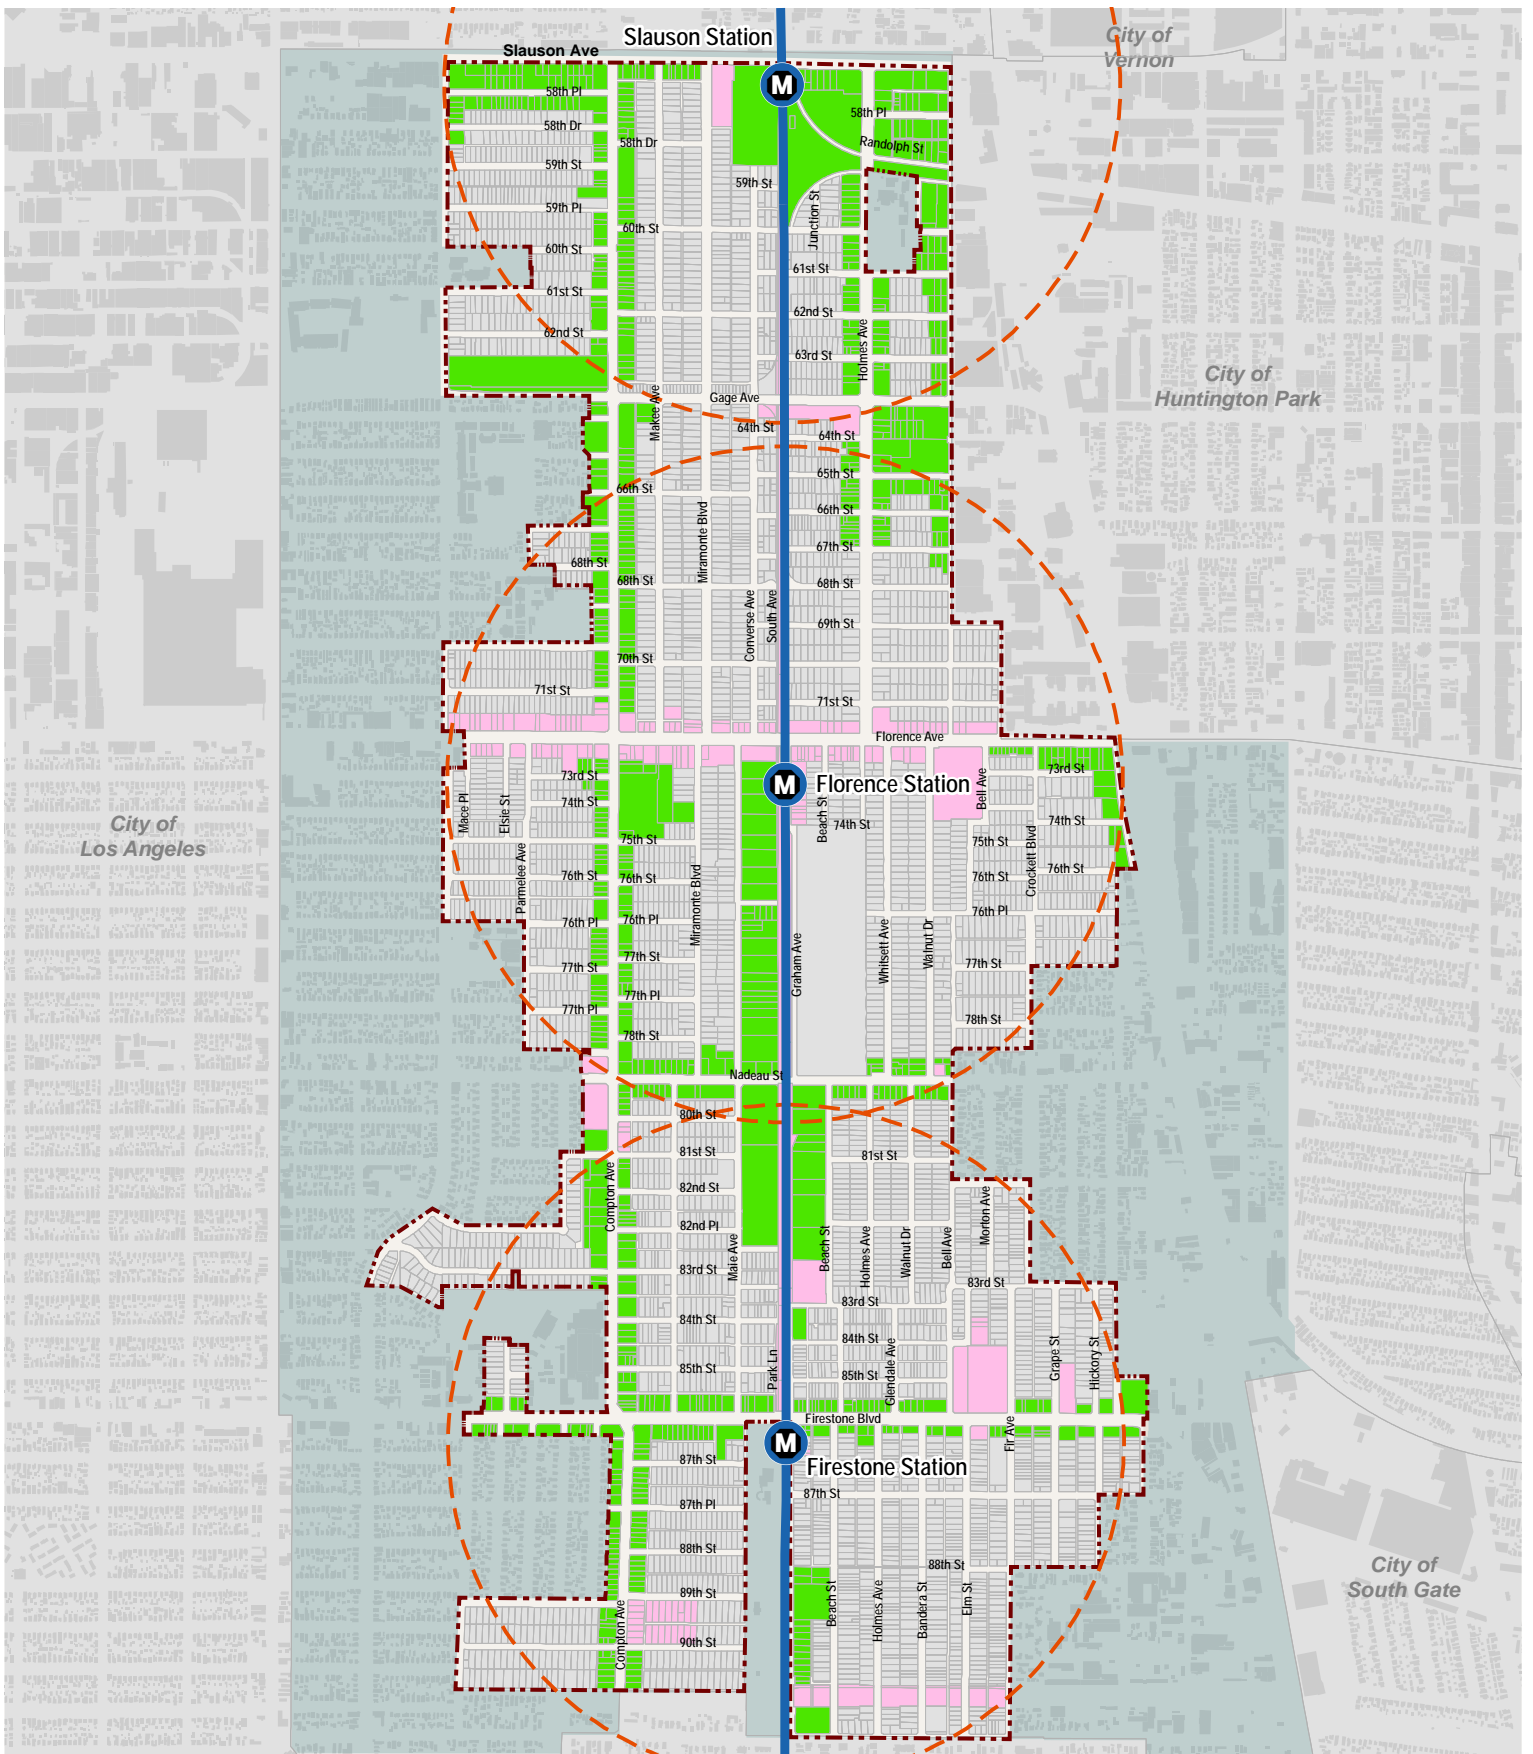 Slauson Station
City of
Vernon
Slauson Ave
M
58th Pl
58th Pl
58th Dr
58th Dr
Randolph St
59th St
59th St
59th Pl
Junction St
60th St
60th St
61st St
61st St
62nd St
62nd St
Holmes Ave
63rd St
City of
Huntington Park
Makee Ave
Gage Ave
64th St
64th St
65th St
66th St
66th St
Miramonte Blvd
67th St
68th St
68th St
68th St
Converse Ave
South Ave
69th St
70th St
71st St
71st St
Florence Ave
M
Florence Station
73rd St
73rd St
Mace Pl
Elsie St
74th St
Beach St
74th St
Bell Ave
74th St
City of
Los Angeles
75th St
75th St
Crockett Blvd
Parmelee Ave
76th St
76th St
76th St
76th St
Miramonte Blvd
76th Pl
76th Pl
76th Pl
Graham Ave
Whitsett Ave
Walnut Dr
77th St
77th St
77th St
77th Pl
77th Pl
78th St
78th St
Nadeau St
80th St
81st St
81st St
Compton Ave
82nd St
82nd Pl
Maie Ave
Beach St
Holmes Ave
Walnut Dr
Bell Ave
Morton Ave
83rd St
83rd St
83rd St
84th St
84th St
85th St
Park Ln
85th St
Glendale Ave
Grape St
Hickory St
Firestone Blvd
Fir Ave
M
Firestone Station
87th St
87th St
87th Pl
88th St
88th St
City of
South Gate
89th St
Compton Ave
90th St
Beach St
Holmes Ave
Bandera St
Elm St